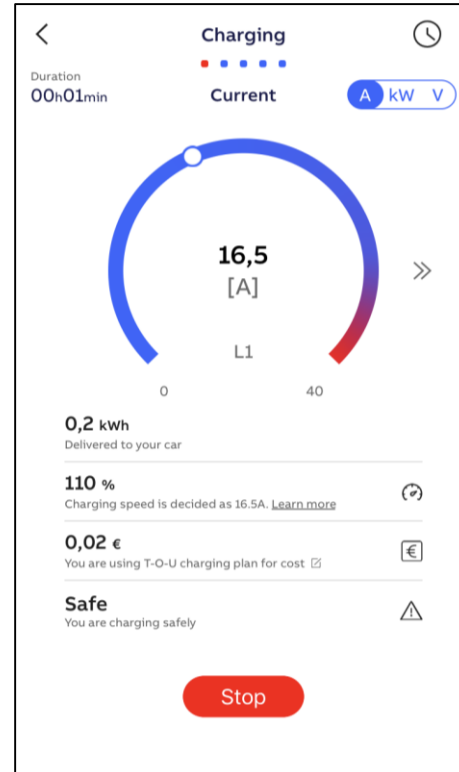 Charging
Duration
00h01min
Current
A kW V
16,5
[A]
L1
0 40
0,2 kWh
Delivered to your car
110 %
Charging speed is decided as 16.5A. Learn more
0,02 €
You are using T-O-U charging plan for cost
€
Safe
You are charging safely
Stop